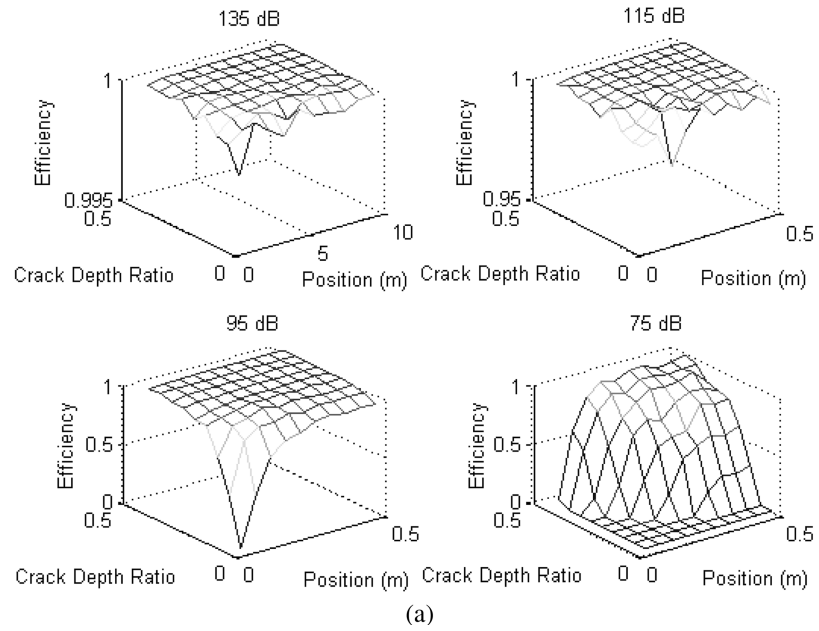 135 dB
1
Efficiency
0.995
0.5
Crack Depth Ratio
0
0
5
10
Position (m)
115 dB
1
Efficiency
0.95
0.5
Crack Depth Ratio
0
0
0.5
Position (m)
95 dB
1
Efficiency
0.5
0
0.5
Crack Depth Ratio
0
0
0.5
Position (m)
75 dB
1
Efficiency
0.5
0
0.5
Crack Depth Ratio
0
0
0.5
Position (m)
(a)